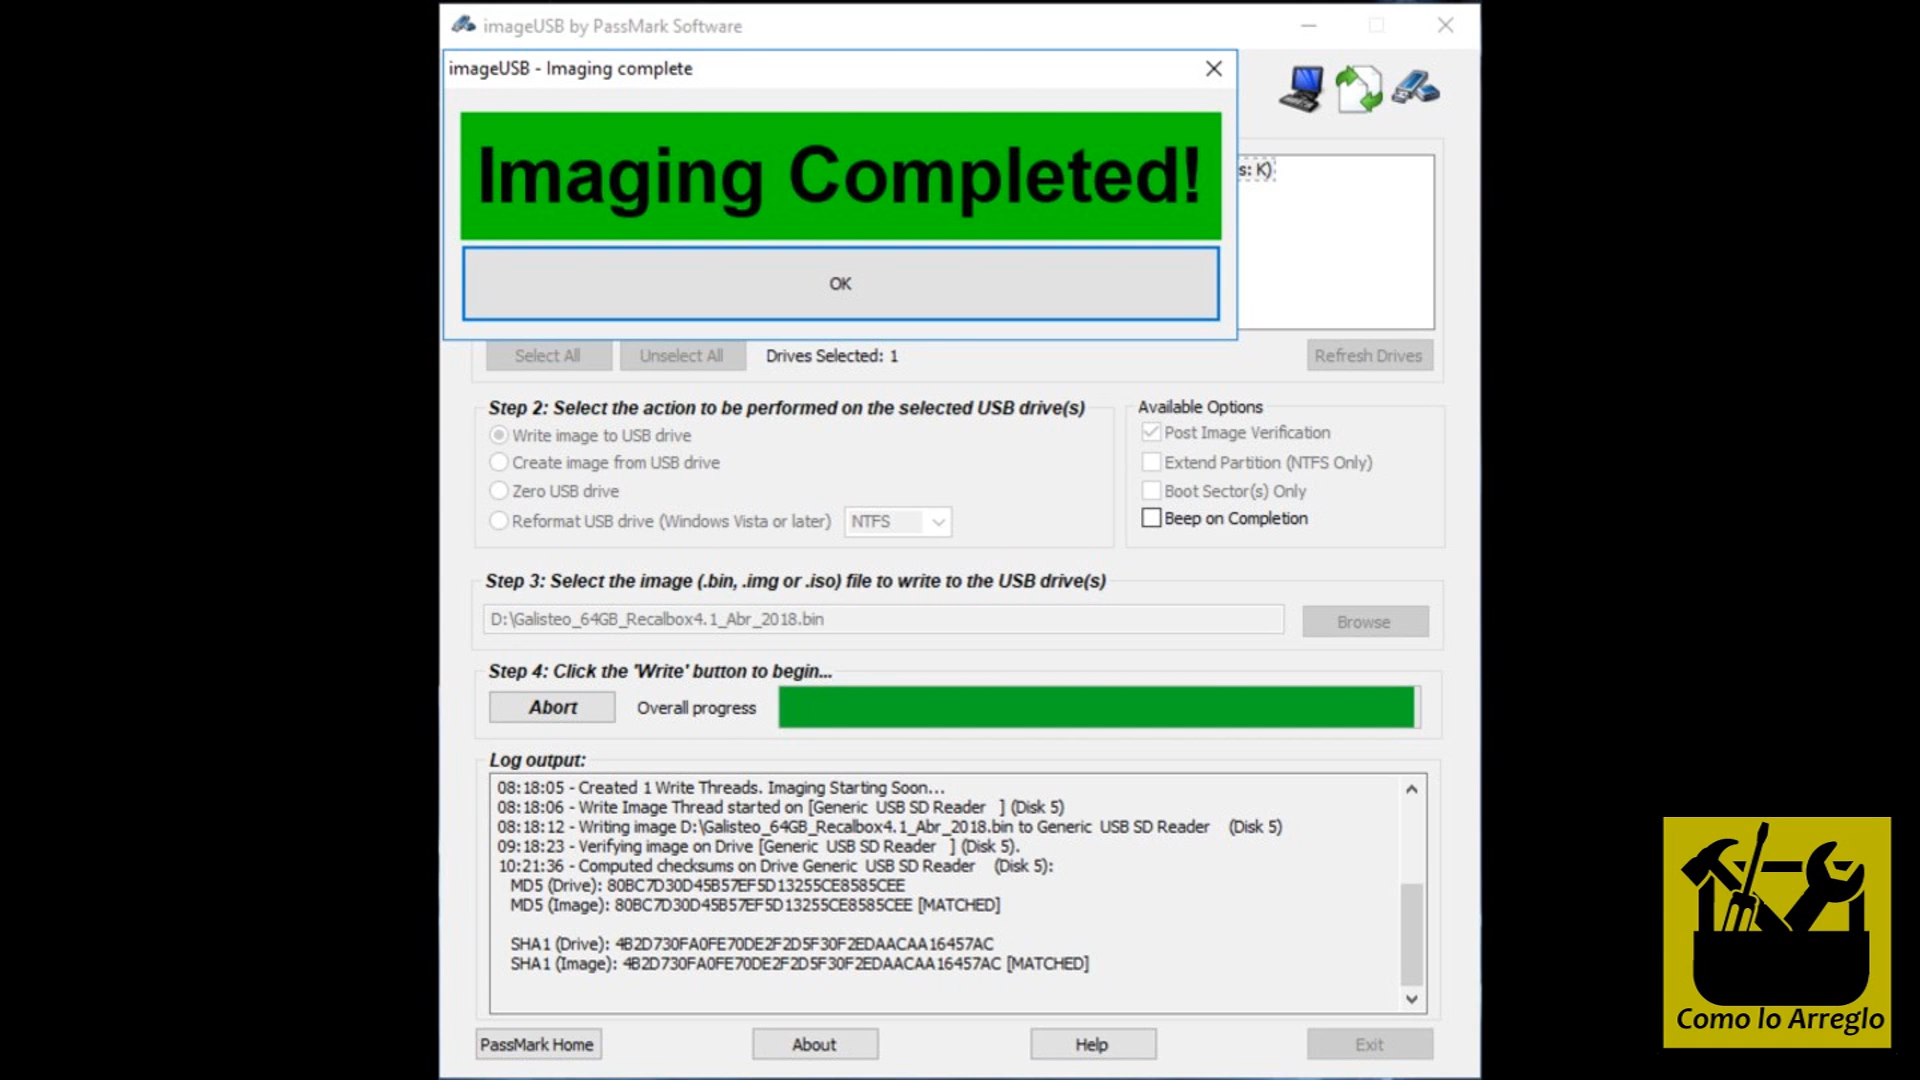 imageUSB by PassMark Software
imageUSB - Imaging complete
Imaging Completed!
s: K)
OK
Select All
Unselect All
Drives Selected: 1
Refresh Drives
Step 2: Select the action to be performed on the selected USB drive(s)
Write image to USB drive
Create image from USB drive
Zero USB drive
Reformat USB drive (Windows Vista or later)
NTFS
Available Options
Post Image Verification
Extend Partition (NTFS Only)
Boot Sector(s) Only
Beep on Completion
Step 3: Select the image (.bin, .img or .iso) file to write to the USB drive(s)
D:\Galisteo_64GB_Recalbox4.1_Abr_2018.bin
Browse
Step 4: Click the 'Write' button to begin...
Abort
Overall progress
Log output:
08:18:05 - Created 1 Write Threads. Imaging Starting Soon...
08:18:06 - Write Image Thread started on [Generic USB SD Reader ] (Disk 5)
08:18:12 - Writing image D:\Galisteo_64GB_Recalbox4.1_Abr_2018.bin to Generic USB SD Reader (Disk 5)
09:18:23 - Verifying image on Drive [Generic USB SD Reader ] (Disk 5).
10:21:36 - Computed checksums on Drive Generic USB SD Reader (Disk 5):
MD5 (Drive): 80BC7D30D45B57EF5D13255CE8585CEE
MD5 (Image): 80BC7D30D45B57EF5D13255CE8585CEE [MATCHED]
SHA1 (Drive): 4B2D730FA0FE70DE2F2D5F30F2EDAACAA16457AC
SHA1 (Image): 4B2D730FA0FE70DE2F2D5F30F2EDAACAA16457AC [MATCHED]
PassMark Home
About
Help
Exit
Como lo Arreglo